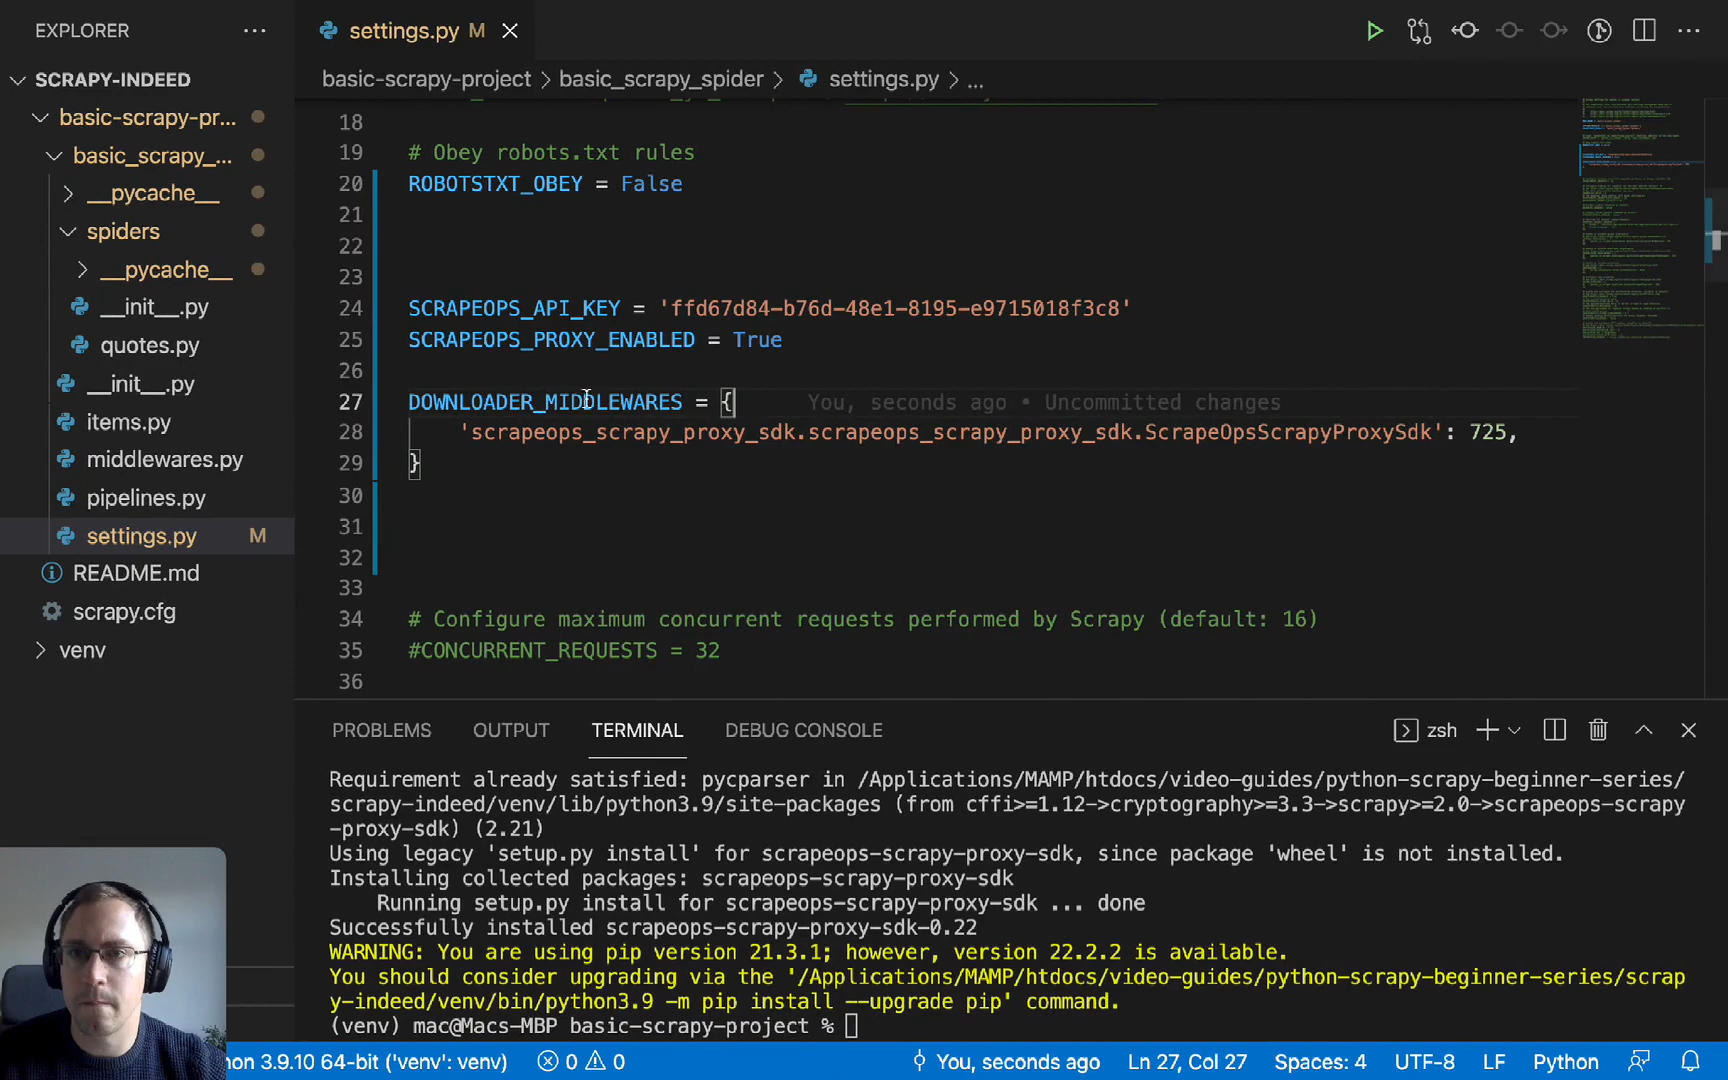 EXPLORER
settings.py M
SCRAPY-INDEED
basic-scrapy-project > basic_scrapy_spider > settings.py > ...
basic-scrapy-pr...
basic_scrapy_...
__pycache__
spiders
__pycache__
__init__.py
quotes.py
__init__.py
items.py
middlewares.py
pipelines.py
settings.py M
README.md
scrapy.cfg
venv
18
19 # Obey robots.txt rules
20 ROBOTSTXT_OBEY = False
21
22
23
24 SCRAPEOPS_API_KEY = 'ffd67d84-b76d-48e1-8195-e9715018f3c8'
25 SCRAPEOPS_PROXY_ENABLED = True
26
27 DOWNLOADER_MIDDLEWARES = { You, seconds ago • Uncommitted changes
28 'scrapeops_scrapy_proxy_sdk.scrapeops_scrapy_proxy_sdk.ScrapeOpsScrapyProxySdk': 725,
29 }
30
31
32
33
34 # Configure maximum concurrent requests performed by Scrapy (default: 16)
35 #CONCURRENT_REQUESTS = 32
36
PROBLEMS OUTPUT TERMINAL DEBUG CONSOLE zsh
Requirement already satisfied: pycparser in /Applications/MAMP/htdocs/video-guides/python-scrapy-beginner-series/
scrapy-indeed/venv/lib/python3.9/site-packages (from cffi>=1.12->cryptography>=3.3->scrapy>=2.0->scrapeops-scrapy
-proxy-sdk) (2.21)
Using legacy 'setup.py install' for scrapeops-scrapy-proxy-sdk, since package 'wheel' is not installed.
Installing collected packages: scrapeops-scrapy-proxy-sdk
Running setup.py install for scrapeops-scrapy-proxy-sdk ... done
Successfully installed scrapeops-scrapy-proxy-sdk-0.22
WARNING: You are using pip version 21.3.1; however, version 22.2.2 is available.
You should consider upgrading via the '/Applications/MAMP/htdocs/video-guides/python-scrapy-beginner-series/scrap
y-indeed/venv/bin/python3.9 -m pip install --upgrade pip' command.
(venv) mac@Macs-MBP basic-scrapy-project %
3.9.10 64-bit ('venv': venv) 0 0 You, seconds ago Ln 27, Col 27 Spaces: 4 UTF-8 LF Python